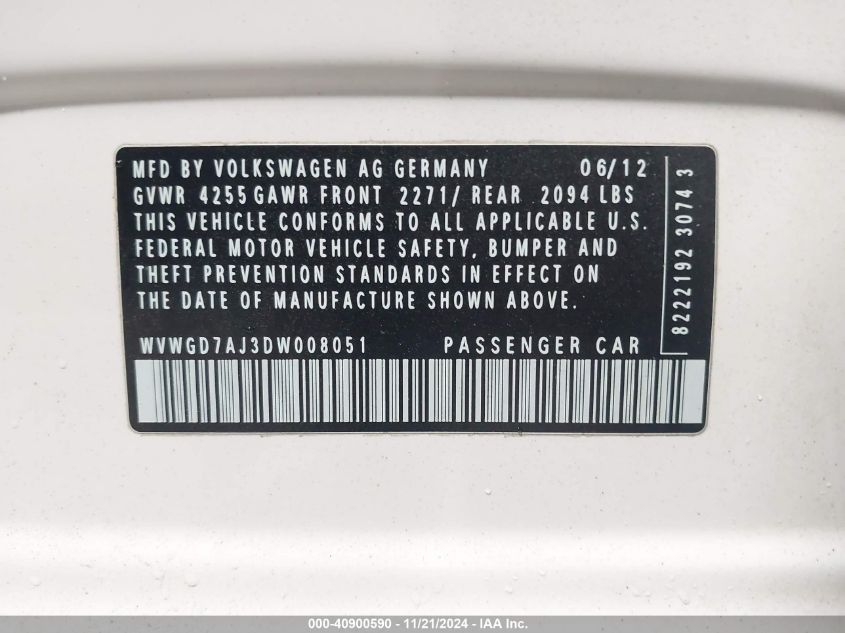 MFD BY VOLKSWAGEN AG GERMANY 06/12
GVWR 4255 GAWR FRONT 2271/ REAR 2094 LBS
THIS VEHICLE CONFORMS TO ALL APPLICABLE U.S.
FEDERAL MOTOR VEHICLE SAFETY, BUMPER AND
THEFT PREVENTION STANDARDS IN EFFECT ON
THE DATE OF MANUFACTURE SHOWN ABOVE.
WVWGD7AJ3DW008051 PASSENGER CAR
8222192 3074 3
000-40900590 - 11/21/2024 - IAA Inc.